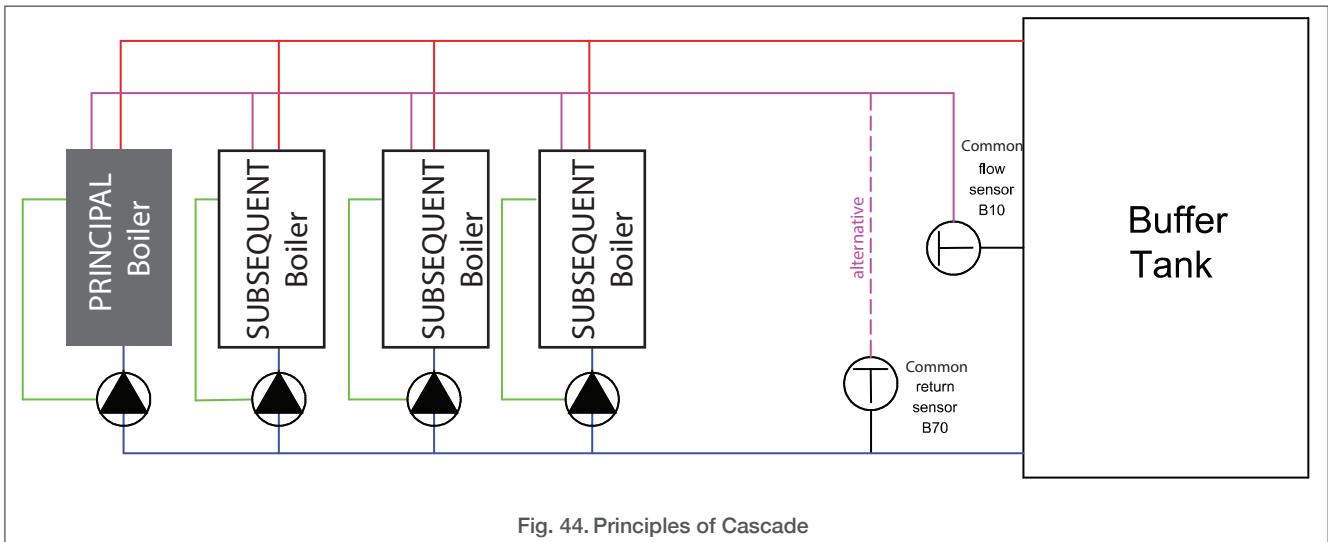 PRINCIPAL
Boiler
SUBSEQUENT
Boiler
SUBSEQUENT
Boiler
SUBSEQUENT
Boiler
alternative
Common
flow
sensor
B10
Common
return
sensor
B70
Buffer
Tank
Fig. 44. Principles of Cascade